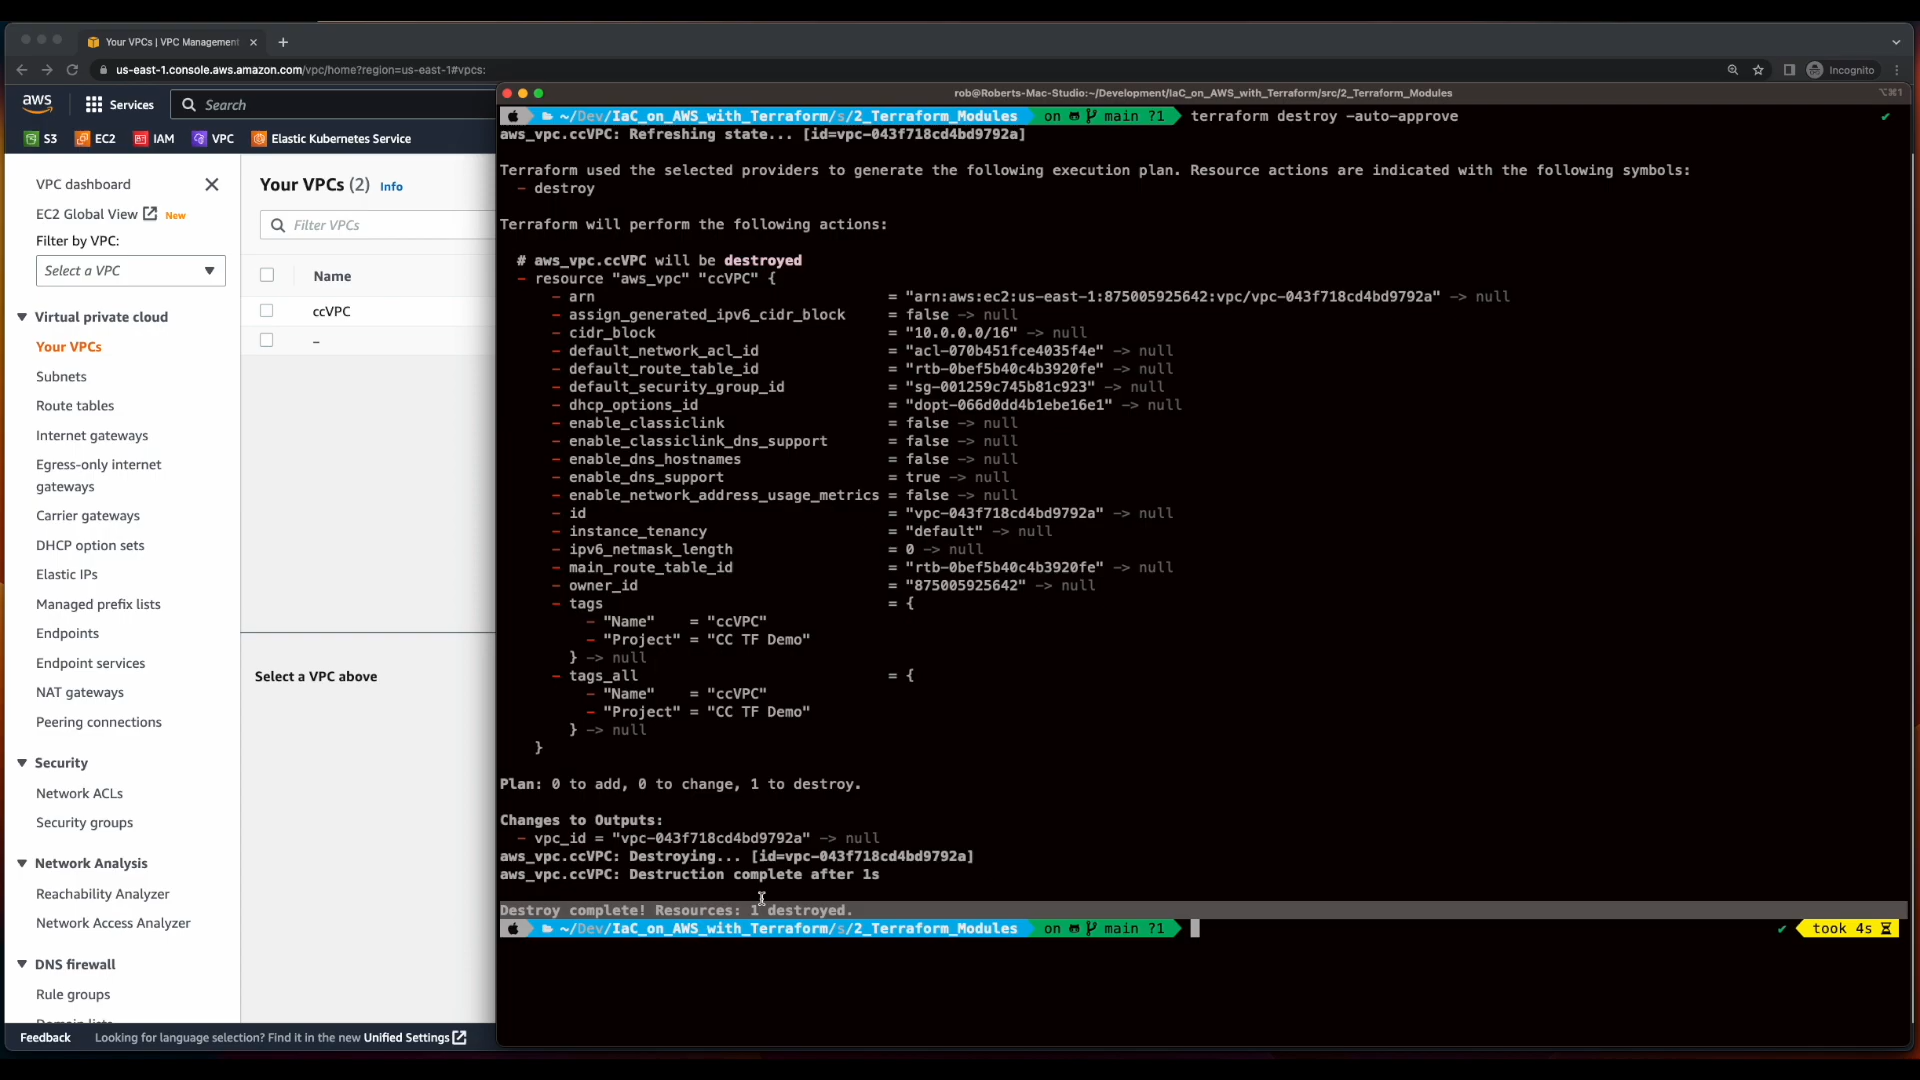 Your VPCs | VPC Management
us-east-1.console.aws.amazon.com/vpc/home?region=us-east-1#vpcs:
Incognito
aws
Services
Search
S3
EC2
IAM
VPC
Elastic Kubernetes Service
VPC dashboard
EC2 Global View New
Filter by VPC:
Select a VPC
Virtual private cloud
Your VPCs
Subnets
Route tables
Internet gateways
Egress-only internet
gateways
Carrier gateways
DHCP option sets
Elastic IPs
Managed prefix lists
Endpoints
Endpoint services
NAT gateways
Peering connections
Security
Network ACLs
Security groups
Network Analysis
Reachability Analyzer
Network Access Analyzer
DNS firewall
Rule groups
Your VPCs (2) Info
Filter VPCs
Name
ccVPC
–
Select a VPC above
Feedback
Looking for language selection? Find it in the new Unified Settings
rob@Roberts-Mac-Studio:~/Development/IaC_on_AWS_with_Terraform/src/2_Terraform_Modules
⌥⌘1
~/Dev/IaC_on_AWS_with_Terraform/s/2_Terraform_Modules on main ?1 terraform destroy -auto-approve ✔
aws_vpc.ccVPC: Refreshing state... [id=vpc-043f718cd4bd9792a]
Terraform used the selected providers to generate the following execution plan. Resource actions are indicated with the following symbols:
- destroy
Terraform will perform the following actions:
# aws_vpc.ccVPC will be destroyed
- resource "aws_vpc" "ccVPC" {
- arn = "arn:aws:ec2:us-east-1:875005925642:vpc/vpc-043f718cd4bd9792a" -> null
- assign_generated_ipv6_cidr_block = false -> null
- cidr_block = "10.0.0.0/16" -> null
- default_network_acl_id = "acl-070b451fce4035f4e" -> null
- default_route_table_id = "rtb-0bef5b40c4b3920fe" -> null
- default_security_group_id = "sg-001259c745b81c923" -> null
- dhcp_options_id = "dopt-066d0dd4b1ebe16e1" -> null
- enable_classiclink = false -> null
- enable_classiclink_dns_support = false -> null
- enable_dns_hostnames = false -> null
- enable_dns_support = true -> null
- enable_network_address_usage_metrics = false -> null
- id = "vpc-043f718cd4bd9792a" -> null
- instance_tenancy = "default" -> null
- ipv6_netmask_length = 0 -> null
- main_route_table_id = "rtb-0bef5b40c4b3920fe" -> null
- owner_id = "875005925642" -> null
- tags = {
- "Name" = "ccVPC"
- "Project" = "CC TF Demo"
} -> null
- tags_all = {
- "Name" = "ccVPC"
- "Project" = "CC TF Demo"
} -> null
}
Plan: 0 to add, 0 to change, 1 to destroy.
Changes to Outputs:
- vpc_id = "vpc-043f718cd4bd9792a" -> null
aws_vpc.ccVPC: Destroying... [id=vpc-043f718cd4bd9792a]
aws_vpc.ccVPC: Destruction complete after 1s
Destroy complete! Resources: 1 destroyed.
~/Dev/IaC_on_AWS_with_Terraform/s/2_Terraform_Modules on main ?1 ✔ took 4s